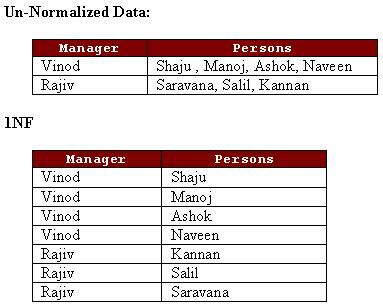 Un-Normalized Data:
Manager Persons
Vinod Shaju , Manoj, Ashok, Naveen
Rajiv Saravana, Salil, Kannan
1NF
Manager Persons
Vinod Shaju
Vinod Manoj
Vinod Ashok
Vinod Naveen
Rajiv Kannan
Rajiv Salil
Rajiv Saravana